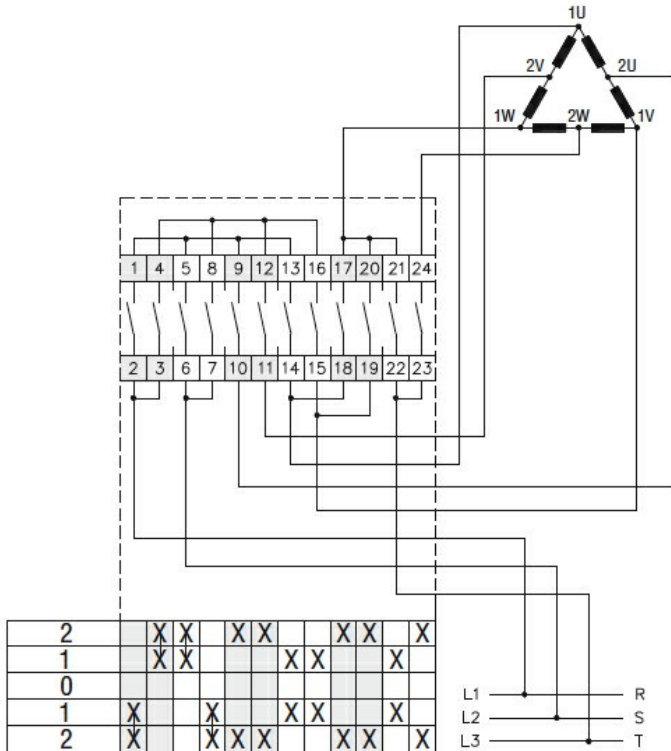 1U
2V 2U
1W 2W 1V
1 4 5 8 9 12 13 16 17 20 21 24
2 3 6 7 10 11 14 15 18 19 22 23
2 X X X X X X X
1 X X X X X
0
L1 R
1 X X X X X
L2 S
2 X X X X X X X
L3 T